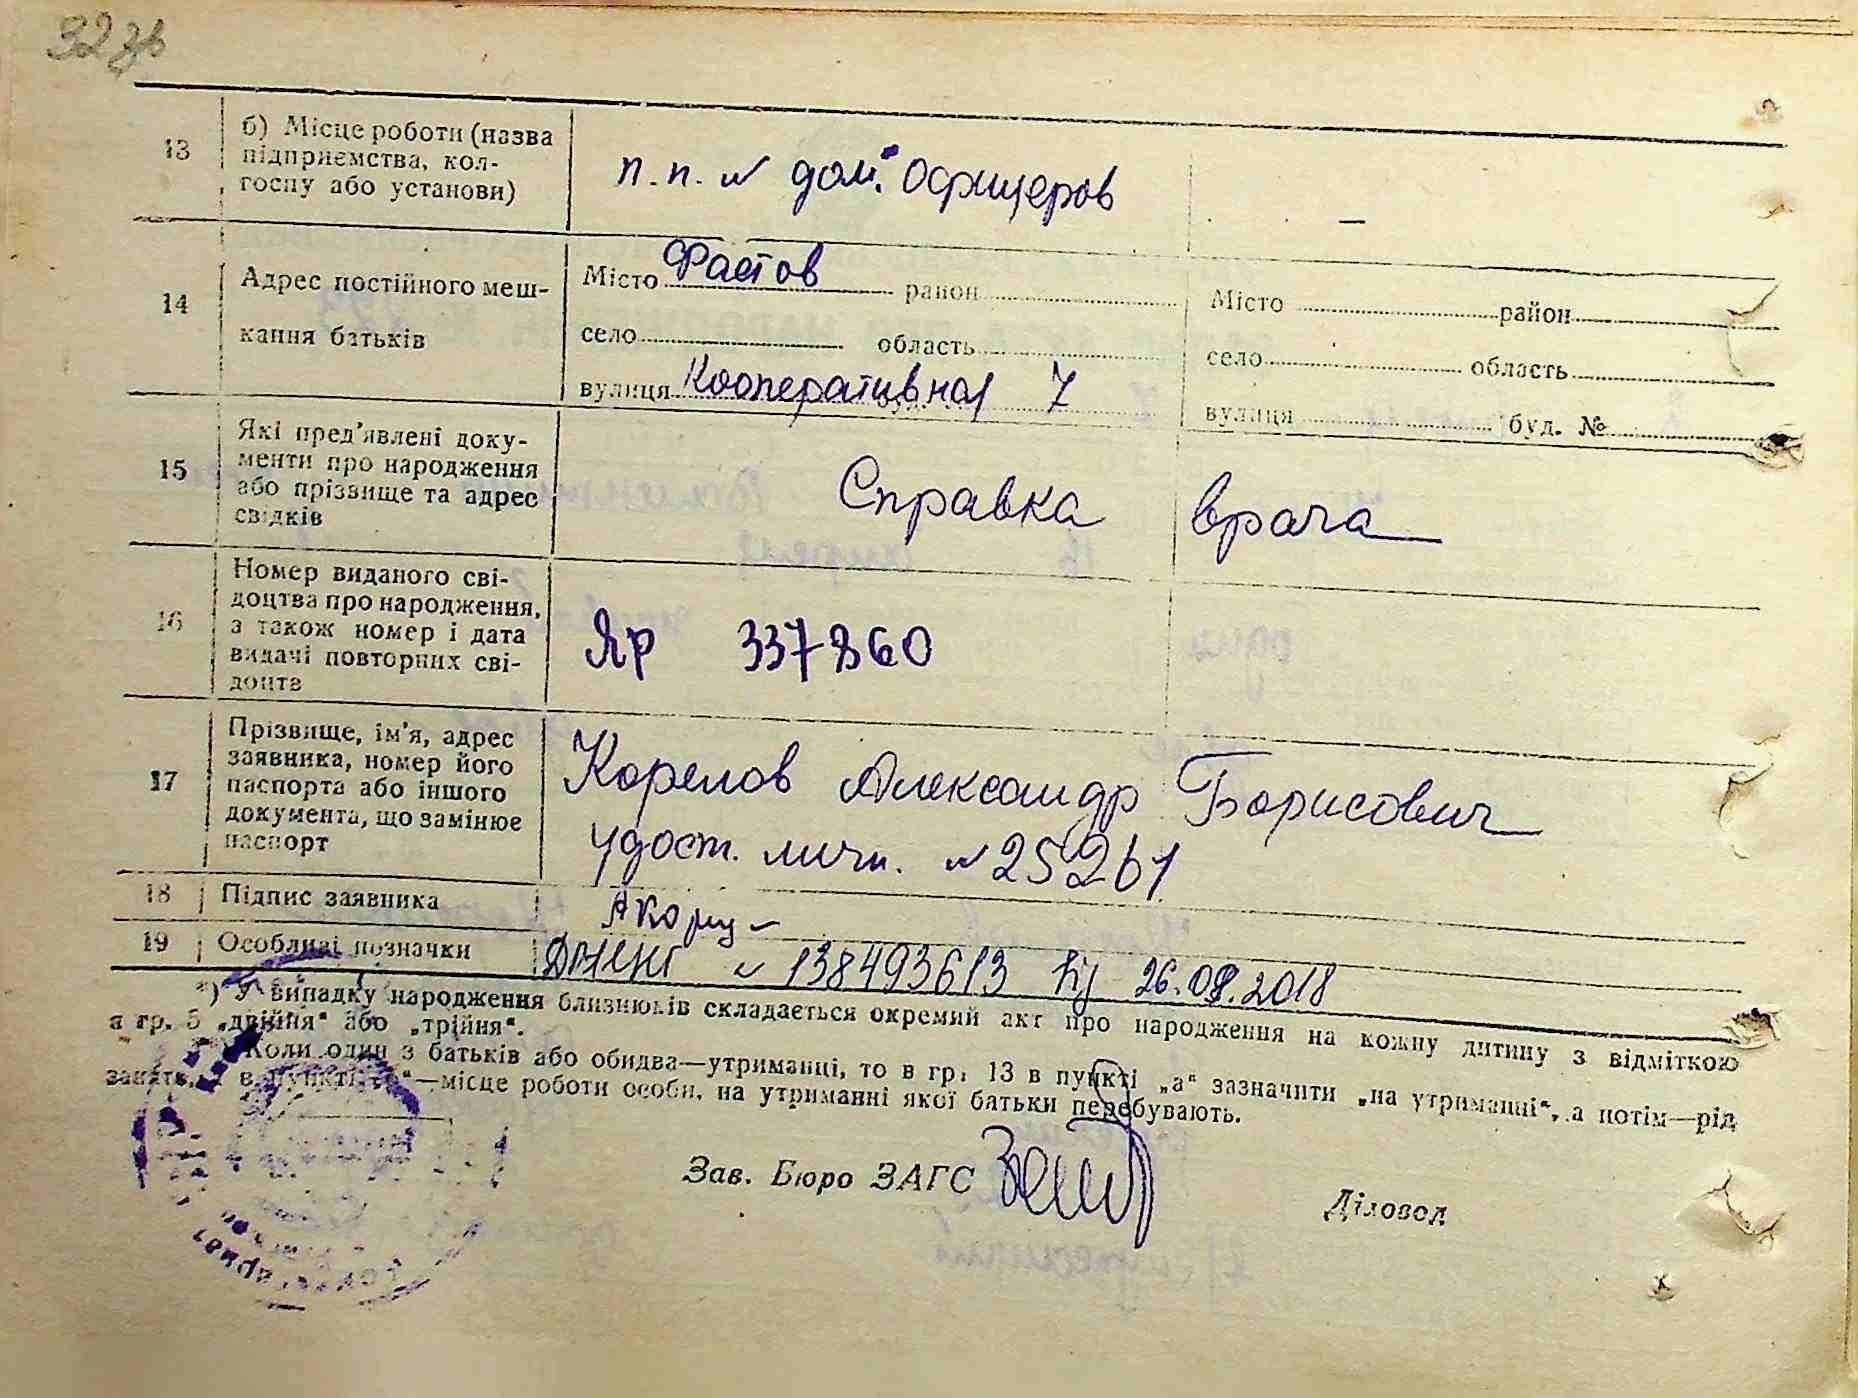 32зв
13
б) Місце роботи (назва
підприємства, кол-
госпу або установи)
п.п. № дом. Офицеров
—
14
Адрес постійного меш-
кання батьків
Місто Фастов район
село область
вулиця Кооперативная 7
Місто район
село область
вулиця буд. №
15
Які пред'явлені доку-
менти про народження
або прізвище та адрес
свідків
Справка врача
16
Номер виданого сві-
доцтва про народження,
а також номер і дата
видачі повторних сві-
доцтв
ЯР 337860
17
Прізвище, ім'я, адрес
заявника, номер його
паспорта або іншого
документа, що замінює
паспорт
Корелов Александр Борисович
удост. личн. № 25261
18
Підпис заявника
19
Особливі позначки
№ 138493613 26.08.2018
*) У випадку народження близнюків складається окремий акт про народження на кожну дитину з відміткою
в гр. 5 „двійня" або „трійня".
Коли один з батьків або обидва—утриманці, то в гр. 13 в пункті „а" зазначити „на утриманні", а потім—рід
в пункті —місце роботи особи, на утриманні якої батьки перебувають.
Зав. Бюро ЗАГС
Діловод